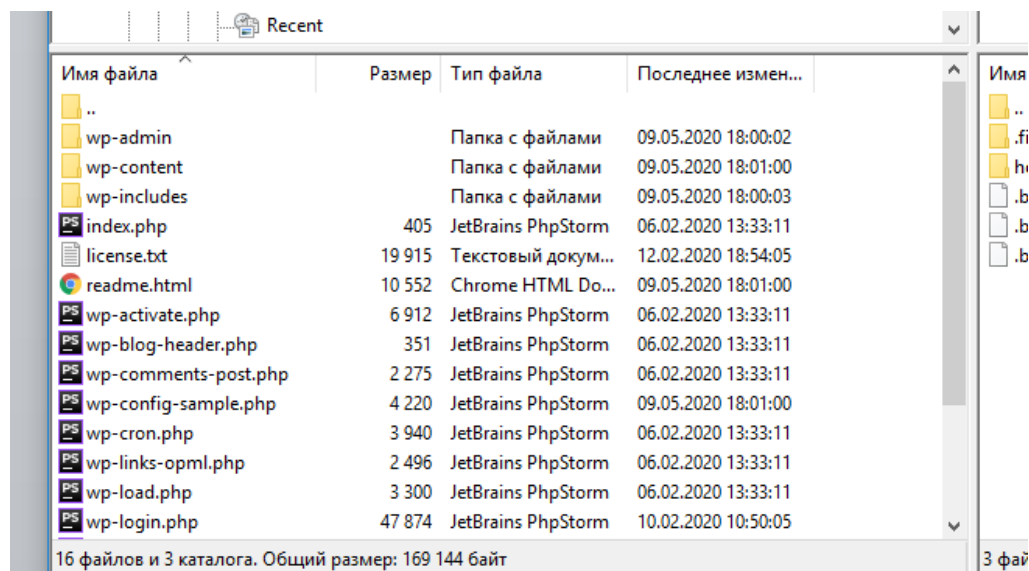 Recent
Имя файла Размер Тип файла Последнее измен... Имя
.. ..
wp-admin Папка с файлами 09.05.2020 18:00:02
wp-content Папка с файлами 09.05.2020 18:01:00
wp-includes Папка с файлами 09.05.2020 18:00:03 .b
index.php 405 JetBrains PhpStorm 06.02.2020 13:33:11 .b
license.txt 19 915 Текстовый докум... 12.02.2020 18:54:05 .b
readme.html 10 552 Chrome HTML Do... 09.05.2020 18:01:00
wp-activate.php 6 912 JetBrains PhpStorm 06.02.2020 13:33:11
wp-blog-header.php 351 JetBrains PhpStorm 06.02.2020 13:33:11
wp-comments-post.php 2 275 JetBrains PhpStorm 06.02.2020 13:33:11
wp-config-sample.php 4 220 JetBrains PhpStorm 09.05.2020 18:01:00
wp-cron.php 3 940 JetBrains PhpStorm 06.02.2020 13:33:11
wp-links-opml.php 2 496 JetBrains PhpStorm 06.02.2020 13:33:11
wp-load.php 3 300 JetBrains PhpStorm 06.02.2020 13:33:11
wp-login.php 47 874 JetBrains PhpStorm 10.02.2020 10:50:05
16 файлов и 3 каталога. Общий размер: 169 144 байт 3 фай